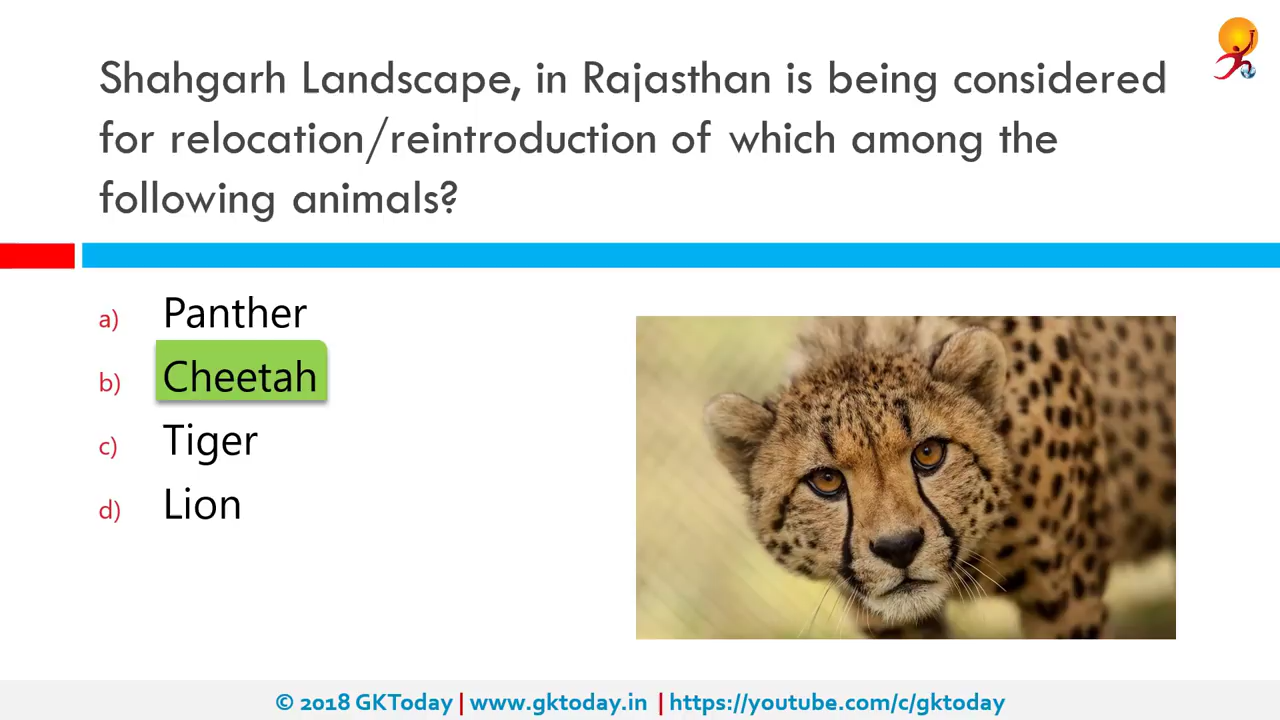 Shahgarh Landscape, in Rajasthan is being considered
for relocation/reintroduction of which among the
following animals?
a) Panther
b) Cheetah
c) Tiger
d) Lion
© 2018 GKToday | www.gktoday.in | https://youtube.com/c/gktoday